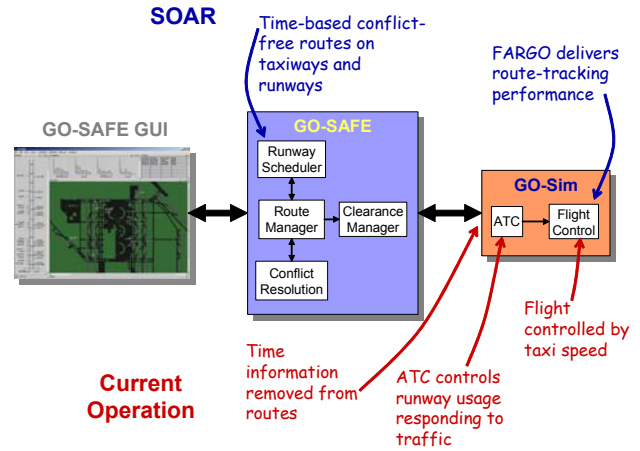 SOAR
Time-based conflict-
free routes on
taxiways and
runways
FARGO delivers
route-tracking
performance
GO-SAFE GUI
GO-SAFE
Runway
Scheduler
Route
Manager
Clearance
Manager
Conflict
Resolution
GO-Sim
ATC
Flight
Control
Current
Operation
Time
information
removed from
routes
ATC controls
runway usage
responding to
traffic
Flight
controlled by
taxi speed